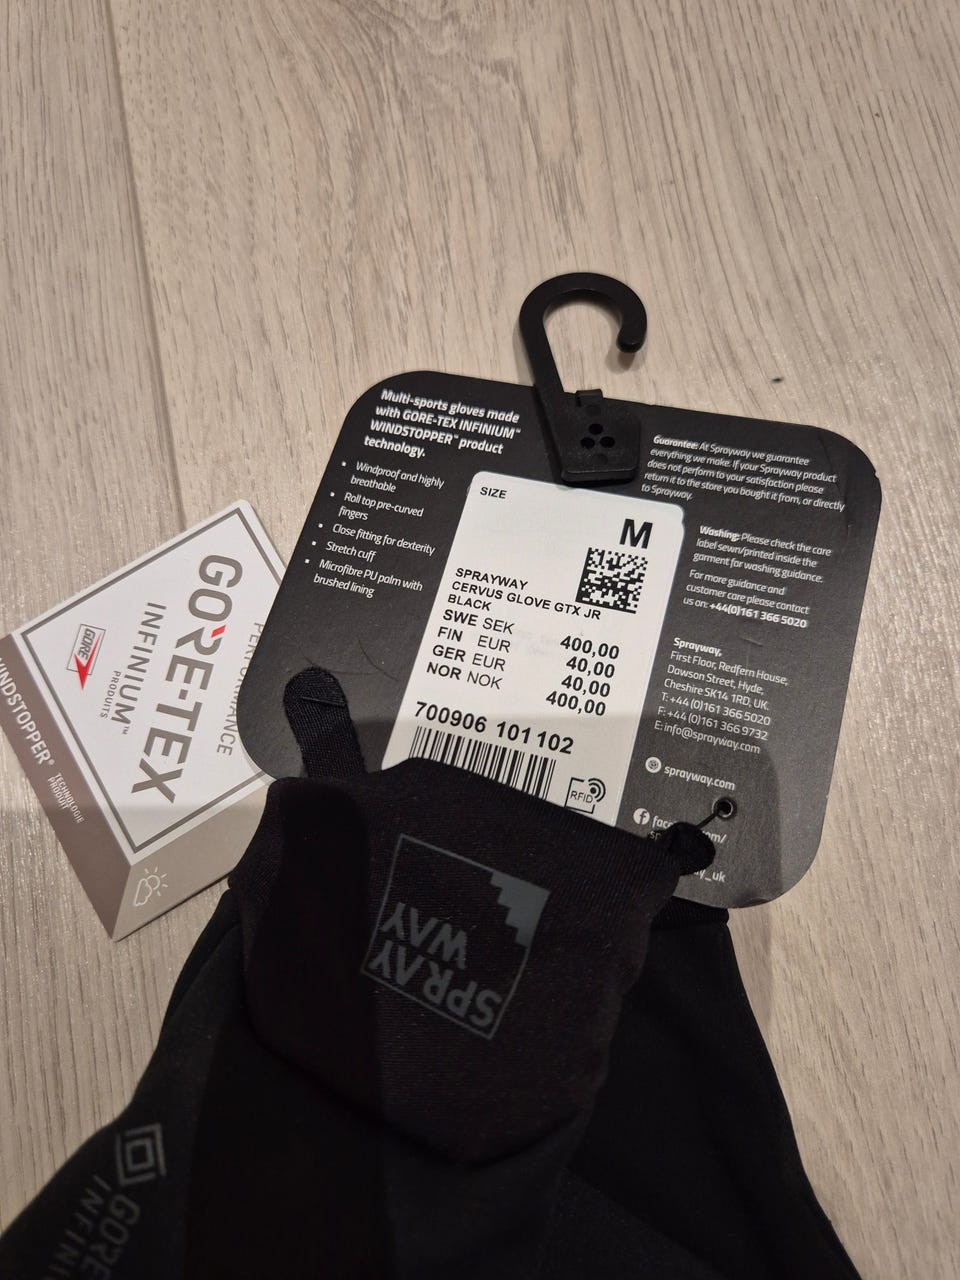 Multi-sports gloves made
with GORE-TEX INFINIUM™
WINDSTOPPER™ product
technology.
• Windproof and highly
breathable
• Roll top pre-curved
fingers
• Close fitting for dexterity
• Stretch cuff
• Microfibre PU palm with
brushed lining
SIZE
M
SPRAYWAY
CERVUS GLOVE GTX JR
BLACK
SWE SEK 400,00
FIN EUR 40,00
GER EUR 40,00
NOR NOK 400,00
700906 101102
RFID
Guarantee: At Sprayway we guarantee
everything we make. If your Sprayway product
does not perform to your satisfaction please
return it to the store you bought it from, or directly
to Sprayway.
Washing: Please check the care
label sewn/printed inside the
garment for washing guidance.
For more guidance and
customer care please contact
us on: +44(0)161 366 5020
Sprayway,
First Floor, Redfern House,
Dawson Street, Hyde,
Cheshire SK14 1RD, UK.
T: +44 (0)161 366 5020
F: +44 (0)161 366 9732
E: info@sprayway.com
sprayway.com
GORE-TEX
INFINIUM™
PRODUITS
GORE
PERFORMANCE
WINDSTOPPER®
TECHNOLOGIE
PRODUIT
SPRAY
WAY
GORE
INFINI